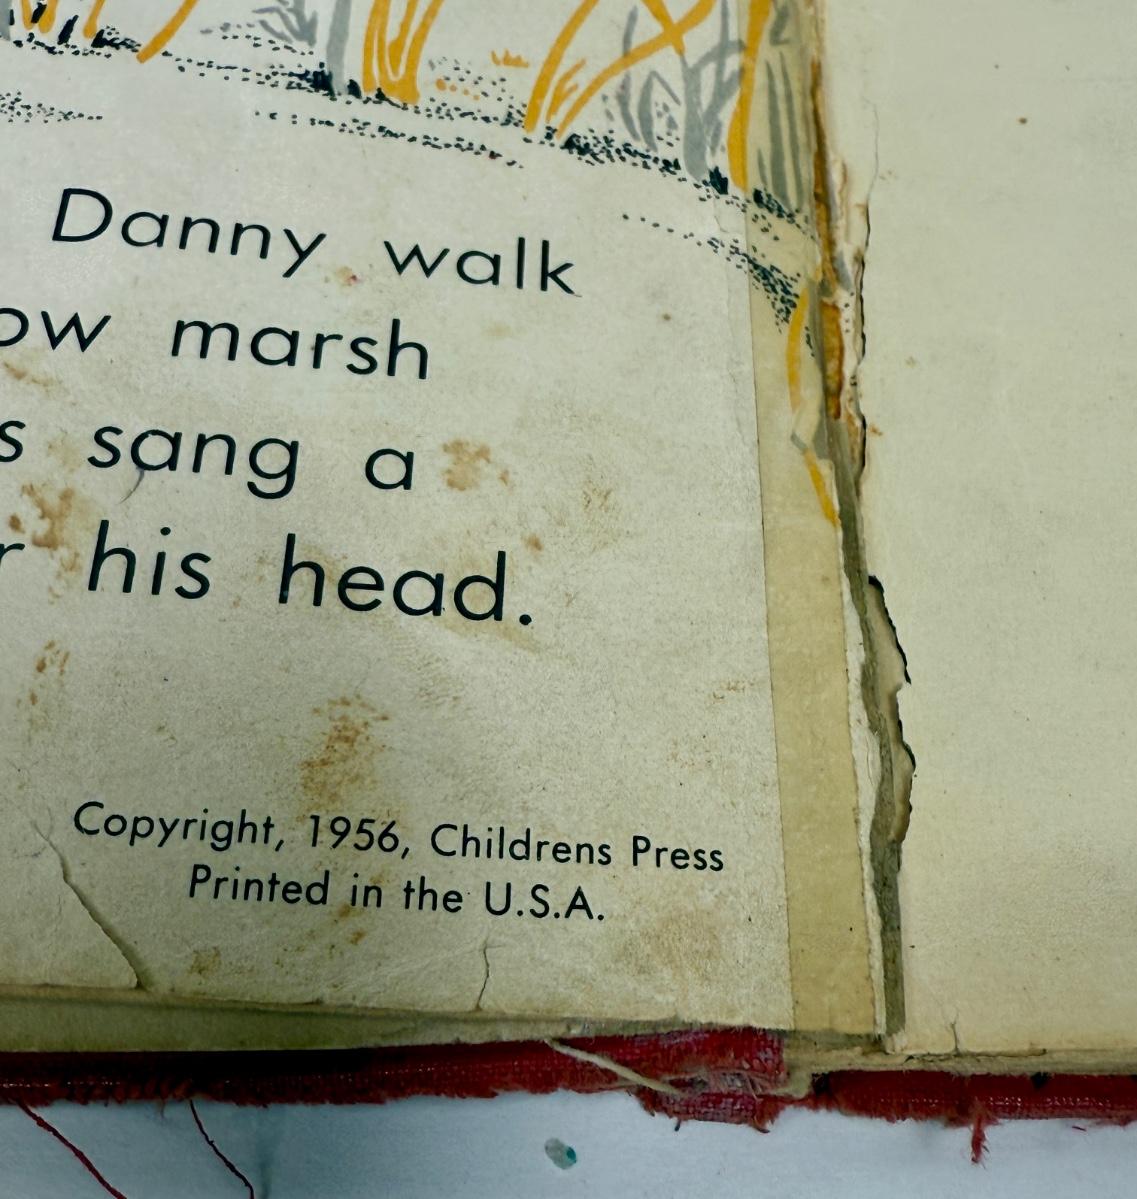 Danny walk
ow marsh
s sang a
r his head.
Copyright, 1956, Childrens Press
Printed in the U.S.A.